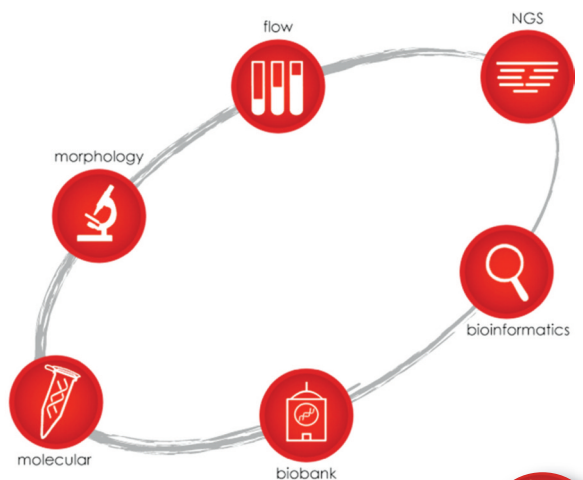 NGS
flow
morphology
bioinformatics
molecular
biobank